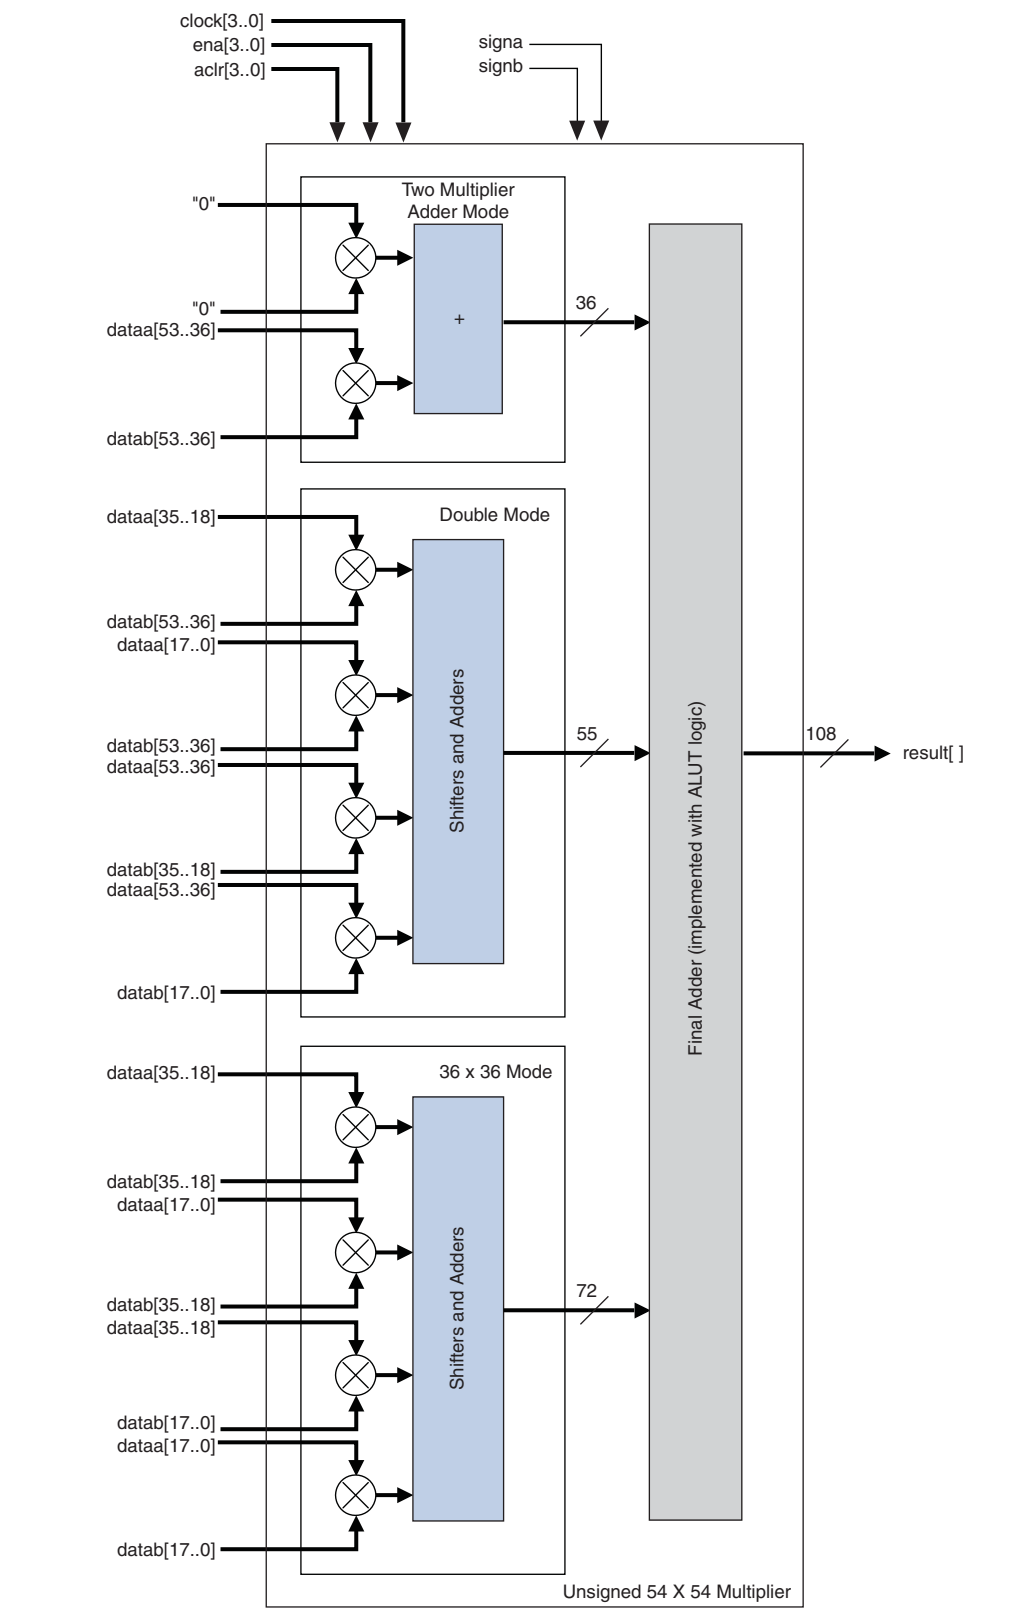 clock[3..0]
ena[3..0]
aclr[3..0]
signa
signb
Two Multiplier
Adder Mode
"0"
"0"
dataa[53..36]
datab[53..36]
+
36
Double Mode
dataa[35..18]
datab[53..36]
dataa[17..0]
datab[53..36]
dataa[53..36]
datab[35..18]
dataa[53..36]
datab[17..0]
Shifters and Adders
55
36 x 36 Mode
dataa[35..18]
datab[35..18]
dataa[17..0]
datab[35..18]
dataa[35..18]
datab[17..0]
dataa[17..0]
datab[17..0]
Shifters and Adders
72
Final Adder (implemented with ALUT logic)
108
result[ ]
Unsigned 54 X 54 Multiplier